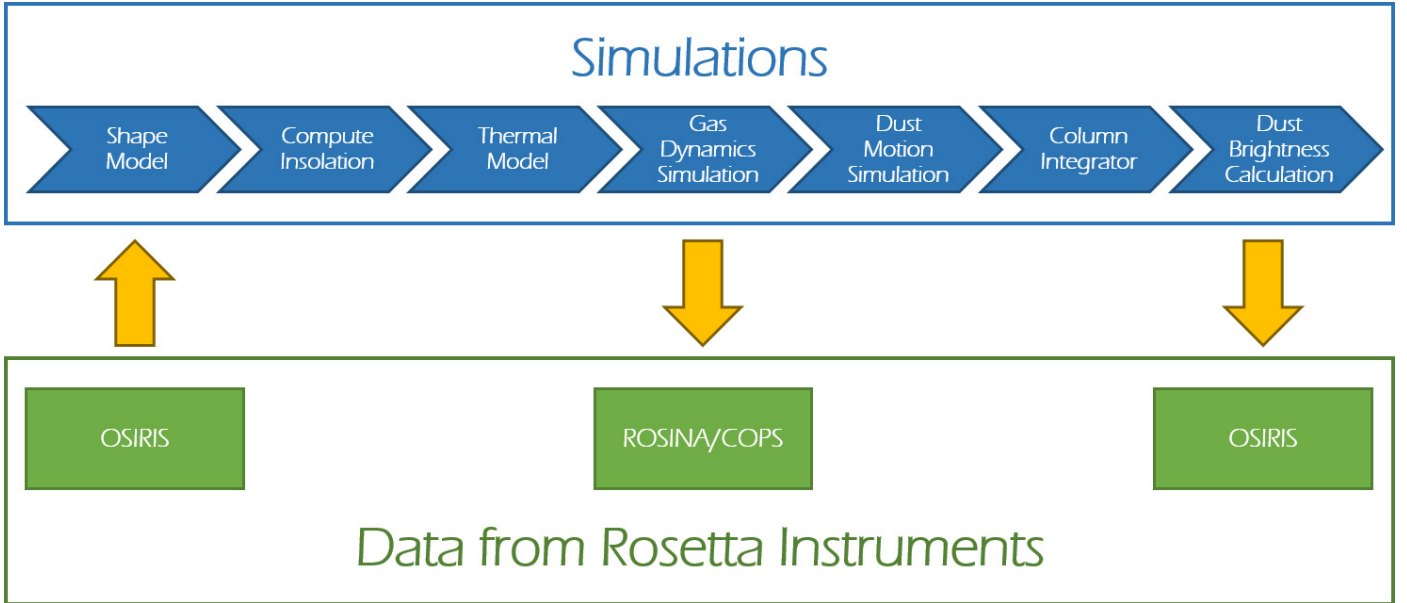 Simulations
Shape
Model
Compute
Insolation
Thermal
Model
Gas
Dynamics
Simulation
Dust
Motion
Simulation
Column
Integrator
Dust
Brightness
Calculation
OSIRIS
ROSINA/COPS
OSIRIS
Data from Rosetta Instruments